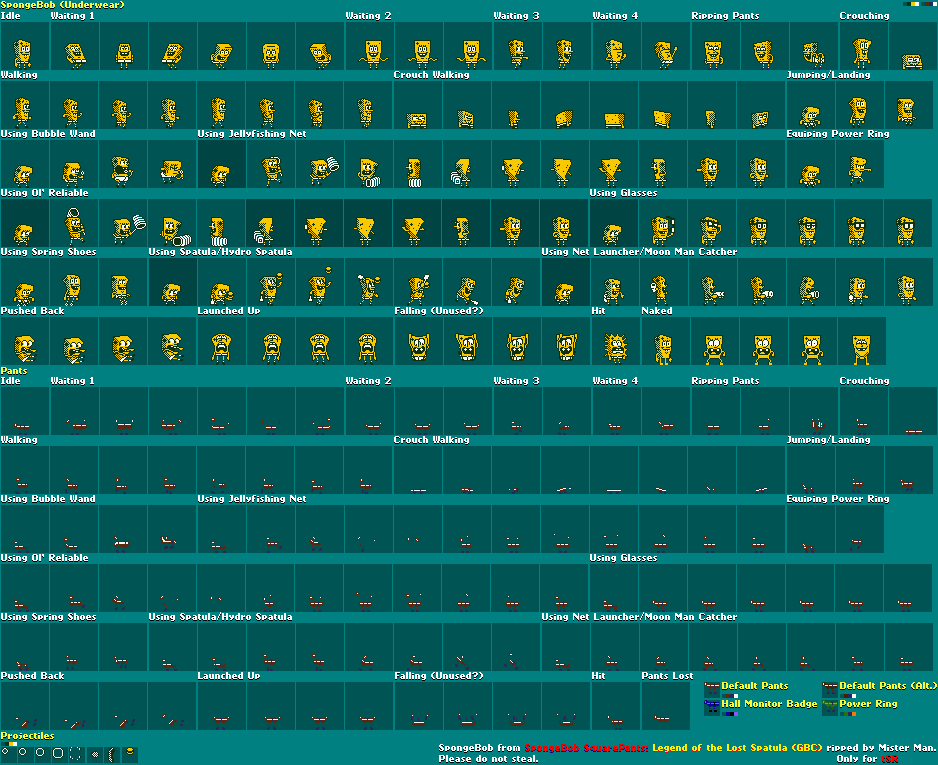 SpongeBob (Underwear)
Idle Waiting 1 Waiting 2 Waiting 3 Waiting 4 Ripping Pants Crouching
Walking Crouch Walking Jumping/Landing
Using Bubble Wand Using Jellyfishing Net Equiping Power Ring
Using Ol' Reliable Using Glasses
Using Spring Shoes Using Spatula/Hydro Spatula Using Net Launcher/Moon Man Catcher
Pushed Back Launched Up Falling (Unused?) Hit Naked
Pants
Idle Waiting 1 Waiting 2 Waiting 3 Waiting 4 Ripping Pants Crouching
Walking Crouch Walking Jumping/Landing
Using Bubble Wand Using Jellyfishing Net Equiping Power Ring
Using Ol' Reliable Using Glasses
Using Spring Shoes Using Spatula/Hydro Spatula Using Net Launcher/Moon Man Catcher
Pushed Back Launched Up Falling (Unused?) Hit Pants Lost
Default Pants Default Pants (Alt.)
Hall Monitor Badge Power Ring
Projectiles
SpongeBob from SpongeBob SquarePants: Legend of the Lost Spatula (GBC) ripped by Mister Man.
Please do not steal. Only for TSR